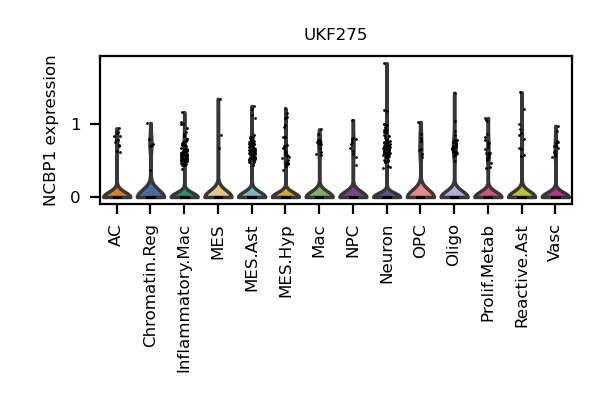 UKF275
NCBP1 expression
1
0
AC
Chromatin.Reg
Inflammatory.Mac
MES
MES.Ast
MES.Hyp
Mac
NPC
Neuron
OPC
Oligo
Prolif.Metab
Reactive.Ast
Vasc